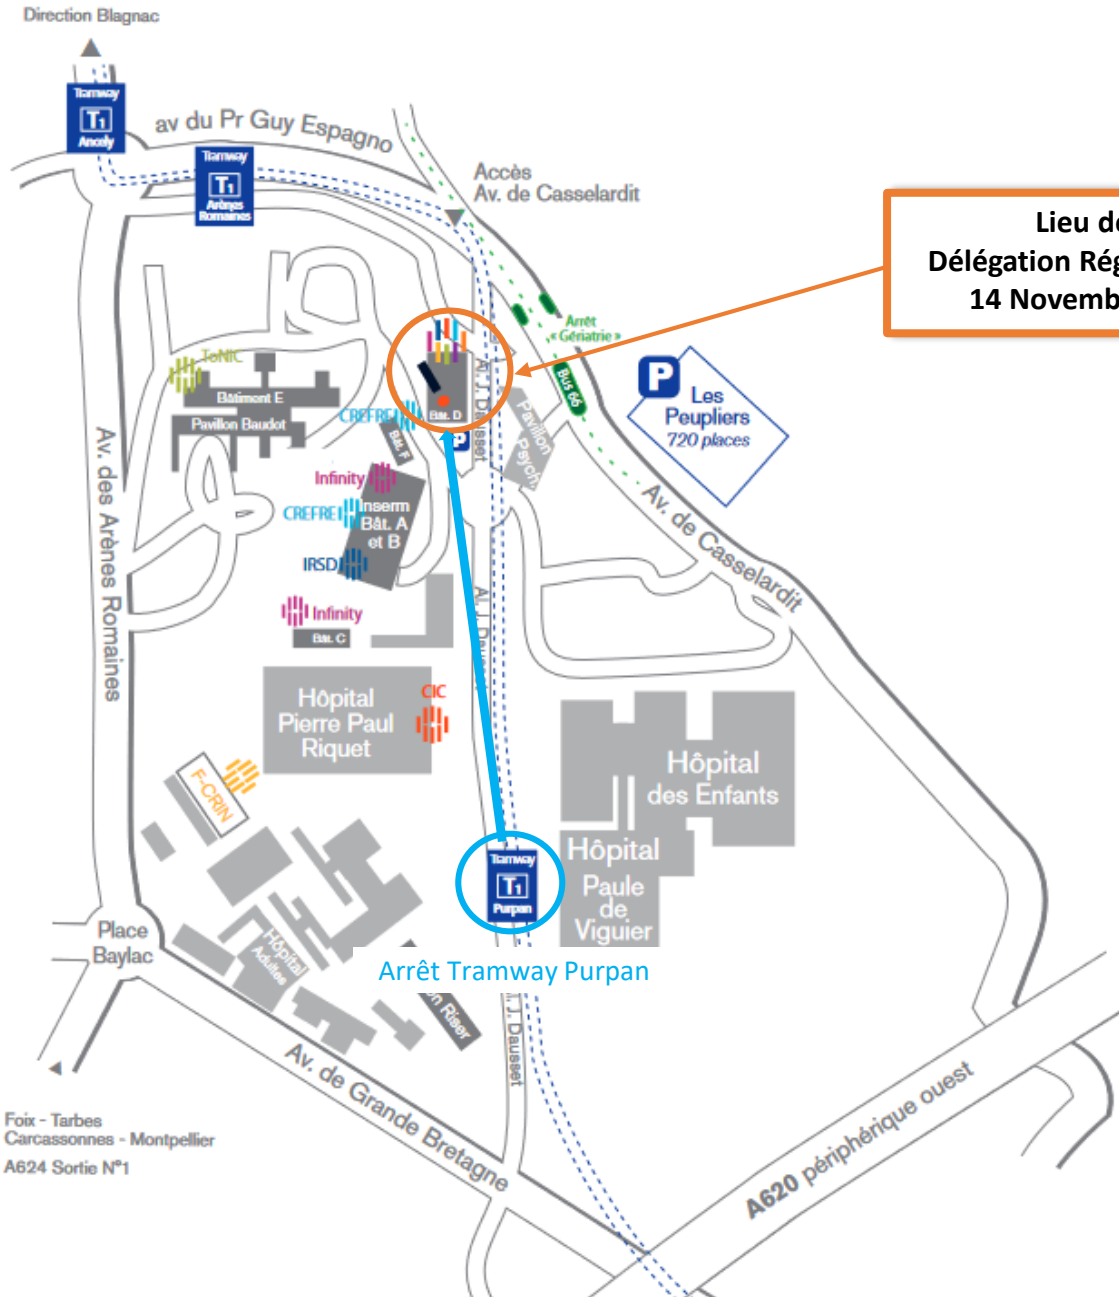 Direction Blagnac
Tramway
T1
Ancely
av du Pr Guy Espagno
Tramway
T1
Arènes
Romaines
Accès
Av. de Casselardit
Lieu de
Délégation Rég
14 Novemb
Arrêt
« Gériatrie »
Bus 66
P
Les
Peupliers
720 places
ToNIC
Bâtiment E
Pavillon Baudot
CREFRE
Bât. F
Bât. D
P
Al. J. Dausset
Pavillon
Psych.
Infinity
CREFRE
Inserm
Bât. A
et B
IRSD
Infinity
Bât. C
Av. des Arènes Romaines
Av. de Casselardit
Al. J. Dausset
Hôpital
Pierre Paul
Riquet
CIC
F-CRIN
Hôpital
des Enfants
Hôpital
Paule
de
Viguier
Tramway
T1
Purpan
Arrêt Tramway Purpan
Place
Baylac
Hôpital
Adultes
on Riser
l. J. Dausset
Av. de Grande Bretagne
A620 périphérique ouest
Foix - Tarbes
Carcassonnes - Montpellier
A624 Sortie N°1